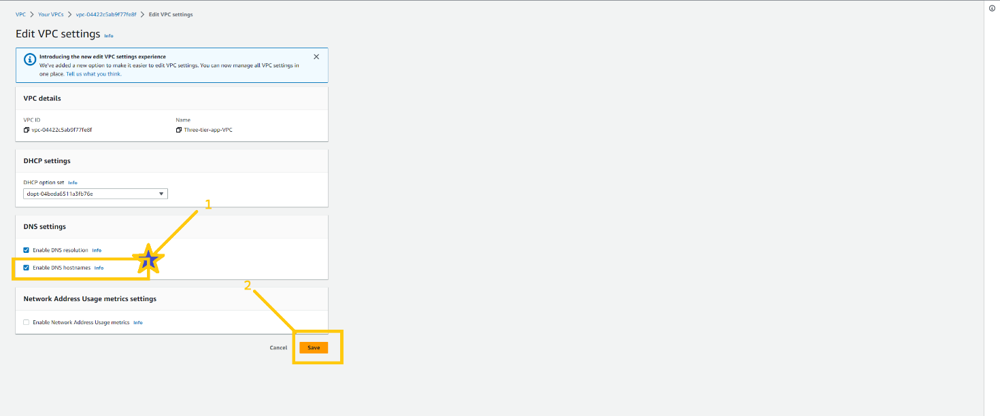 VPC > Your VPCs > vpc-04422c5ab9f77fe8f > Edit VPC settings
Edit VPC settings Info
Introducing the new edit VPC settings experience
We've added a new option to make it easier to edit VPC settings. You can now manage all VPC settings in
one place. Tell us what you think.
VPC details
VPC ID Name
vpc-04422c5ab9f77fe8f Three-tier-app-VPC
DHCP settings
DHCP option set Info
dopt-04beda6511a3fb76e
1
DNS settings
Enable DNS resolution Info
Enable DNS hostnames Info
2
Network Address Usage metrics settings
Enable Network Address Usage metrics Info
Cancel Save